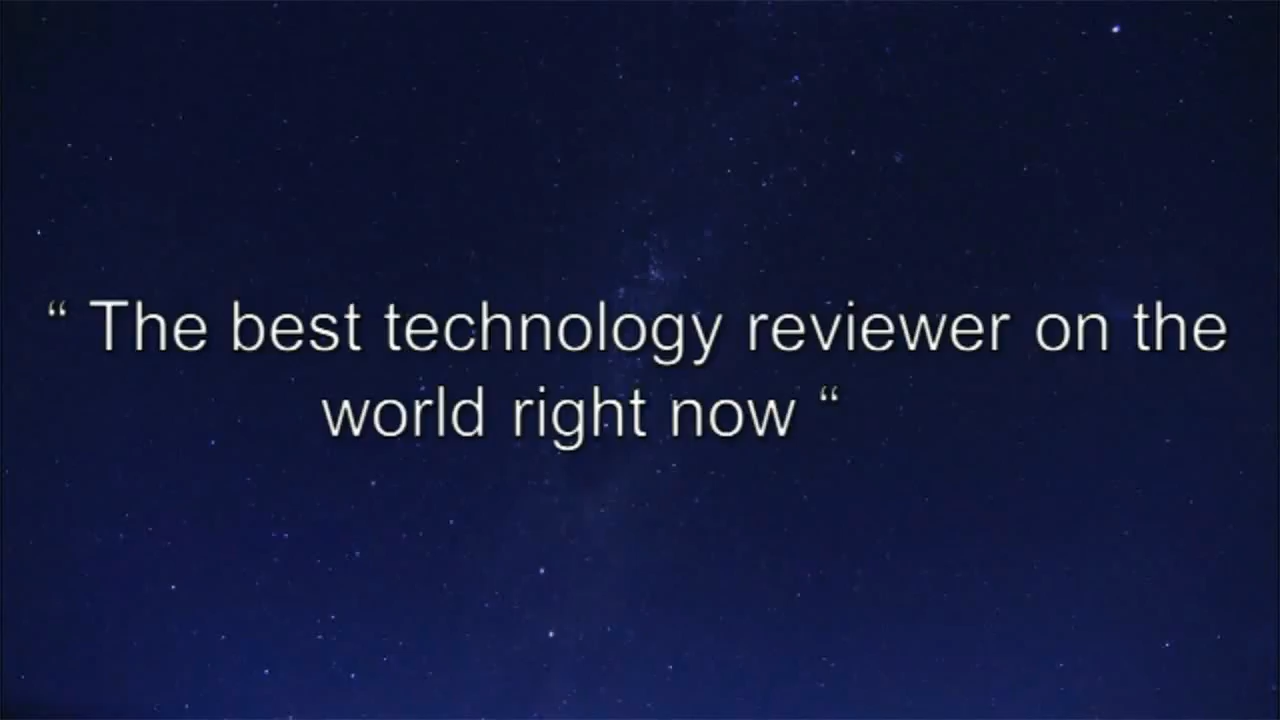 “ The best technology reviewer on the
world right now “